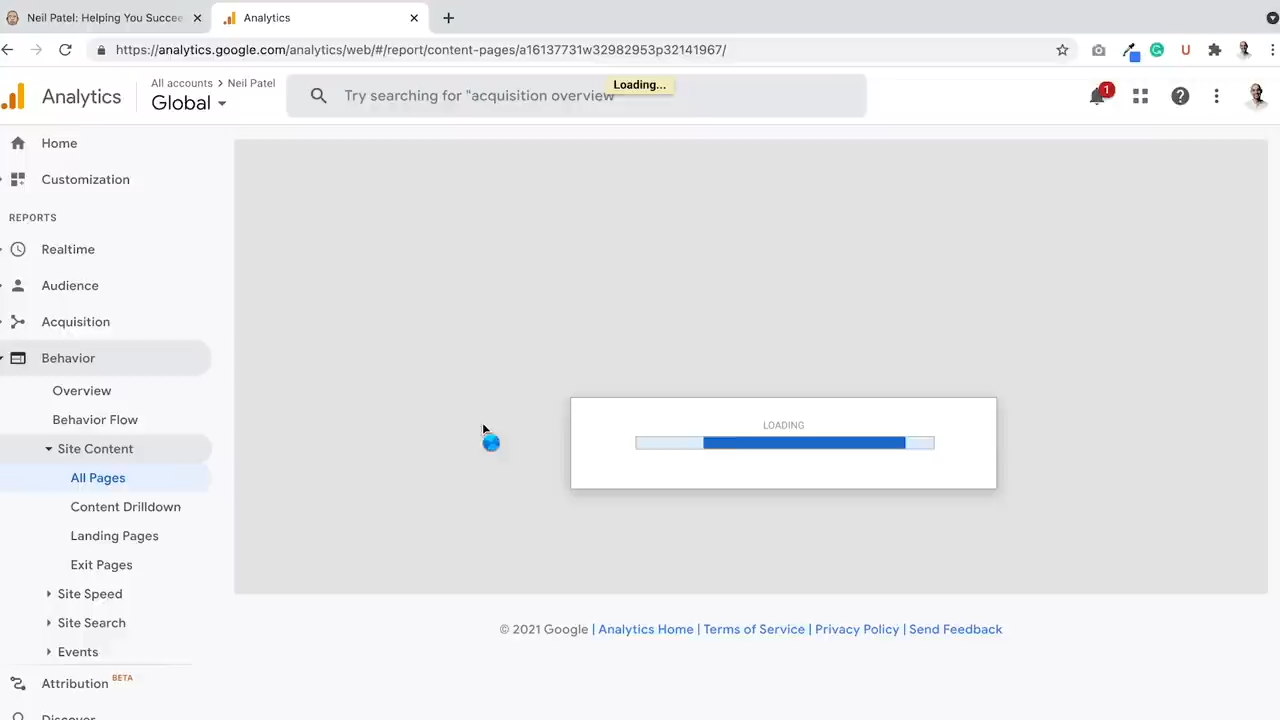 Neil Patel: Helping You Succee
Analytics
https://analytics.google.com/analytics/web/#/report/content-pages/a16137731w32982953p32141967/
U
Analytics
All accounts > Neil Patel
Global
Try searching for "acquisition overview"
Loading...
1
Home
Customization
REPORTS
Realtime
Audience
Acquisition
Behavior
Overview
Behavior Flow
Site Content
All Pages
Content Drilldown
Landing Pages
Exit Pages
Site Speed
Site Search
Events
Attribution BETA
Discover
LOADING
© 2021 Google | Analytics Home | Terms of Service | Privacy Policy | Send Feedback